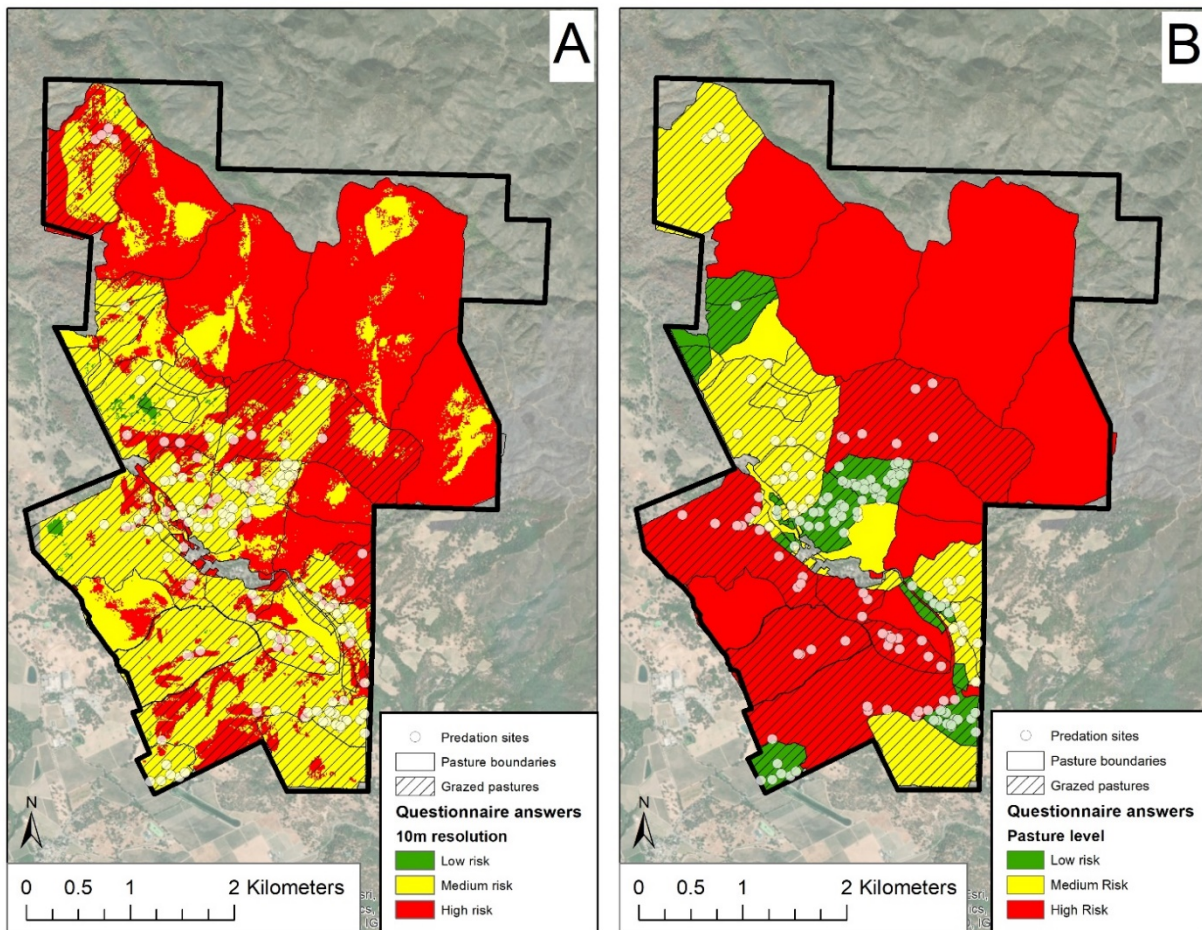 A
N
0 0.5 1 2 Kilometers
Predation sites
Pasture boundaries
Grazed pastures
Questionnaire answers
10m resolution
Low risk
Medium risk
High risk
B
N
0 0.5 1 2 Kilometers
Predation sites
Pasture boundaries
Grazed pastures
Questionnaire answers
Pasture level
Low risk
Medium Risk
High Risk